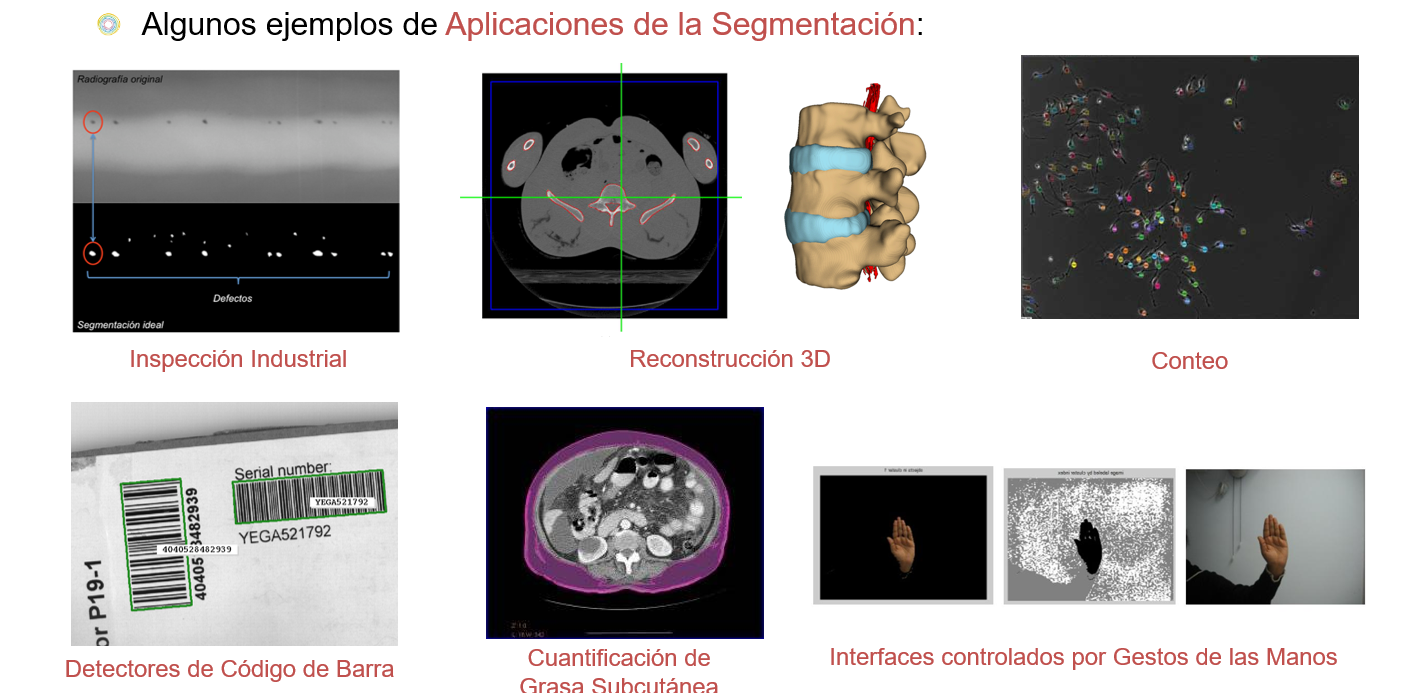 Algunos ejemplos de Aplicaciones de la Segmentación:
Radiografía original
Defectos
Segmentación ideal
Inspección Industrial
Reconstrucción 3D
Conteo
Serial number:
YEGA521792
YEGA521792
4040528482939
or P19-1
Detectores de Código de Barra
Cuantificación de
Grasa Subcutánea
Interfaces controlados por Gestos de las Manos